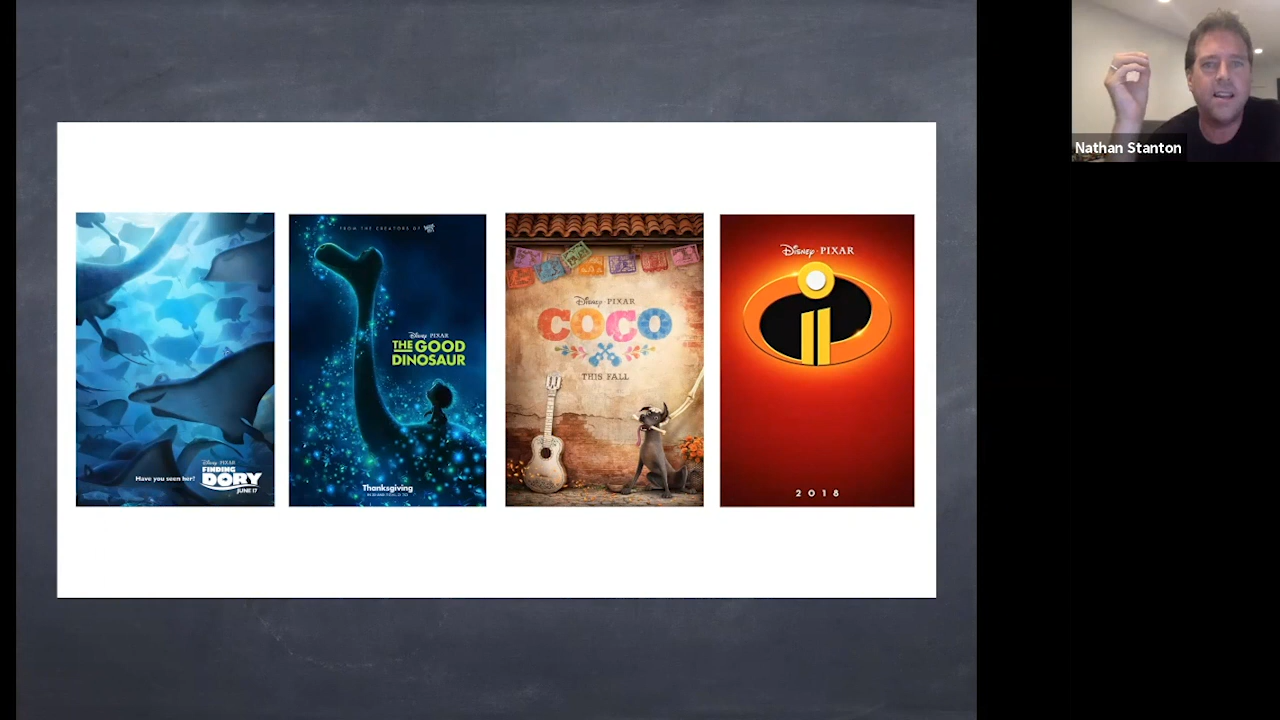 Nathan Stanton
Disney·PIXAR
FINDING
DORY
Have you seen her?
JUNE 17
FROM THE CREATORS OF
Disney PIXAR
THE GOOD
DINOSAUR
Thanksgiving
Disney·PIXAR
COCO
THIS FALL
Disney·PIXAR
2018